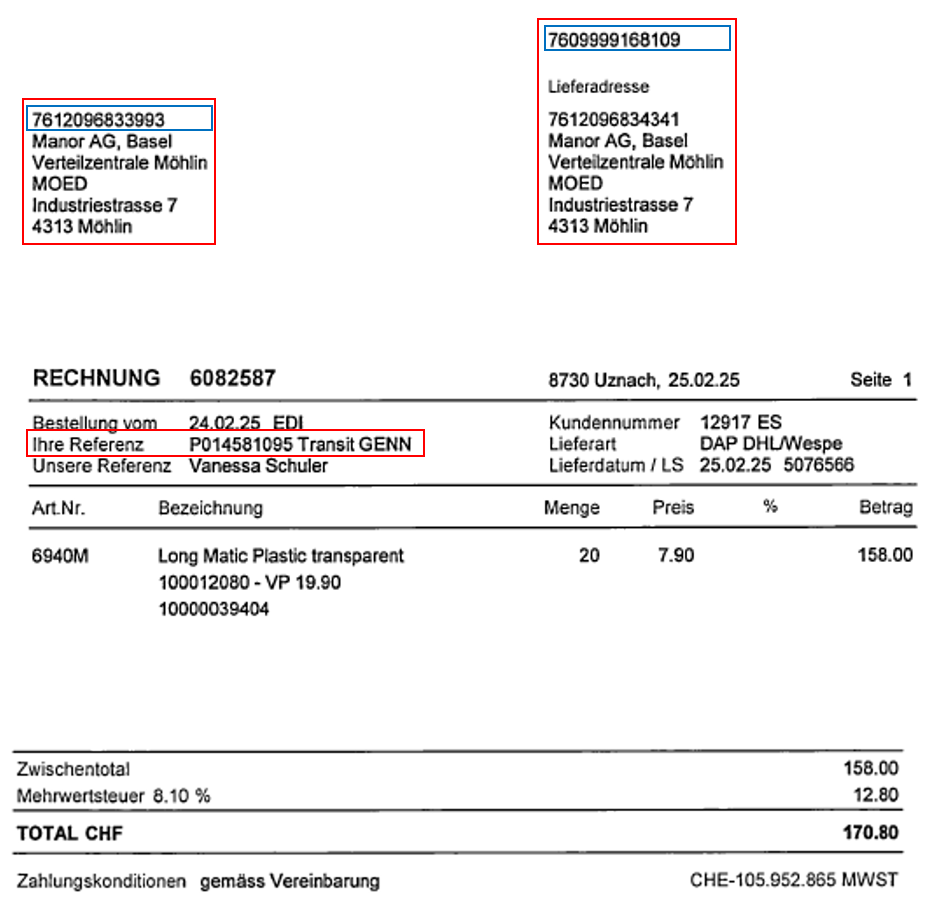 7609999168109
Lieferadresse
7612096833993
Manor AG, Basel
Verteilzentrale Möhlin
MOED
Industriestrasse 7
4313 Möhlin
7612096834341
Manor AG, Basel
Verteilzentrale Möhlin
MOED
Industriestrasse 7
4313 Möhlin
RECHNUNG 6082587 8730 Uznach, 25.02.25 Seite 1
Bestellung vom 24.02.25 EDI Kundennummer 12917 ES
Ihre Referenz P014581095 Transit GENN Lieferart DAP DHL/Wespe
Unsere Referenz Vanessa Schuler Lieferdatum / LS 25.02.25 5076566
Art.Nr. Bezeichnung Menge Preis % Betrag
6940M Long Matic Plastic transparent 20 7.90 158.00
100012080 - VP 19.90
10000039404
Zwischentotal 158.00
Mehrwertsteuer 8.10 % 12.80
TOTAL CHF 170.80
Zahlungskonditionen gemäss Vereinbarung CHE-105.952.865 MWST